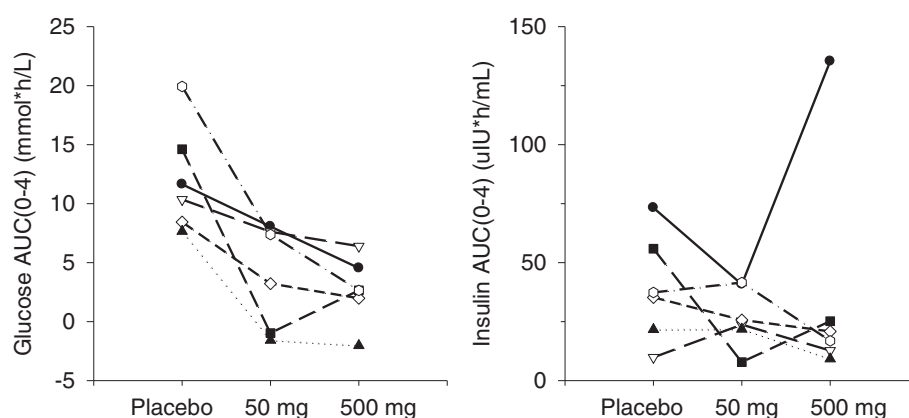 Glucose AUC(0-4) (mmol*h/L)
25
20
15
10
5
0
-5
Placebo 50 mg 500 mg
Insulin AUC(0-4) (uIU*h/mL)
150
100
50
0
Placebo 50 mg 500 mg